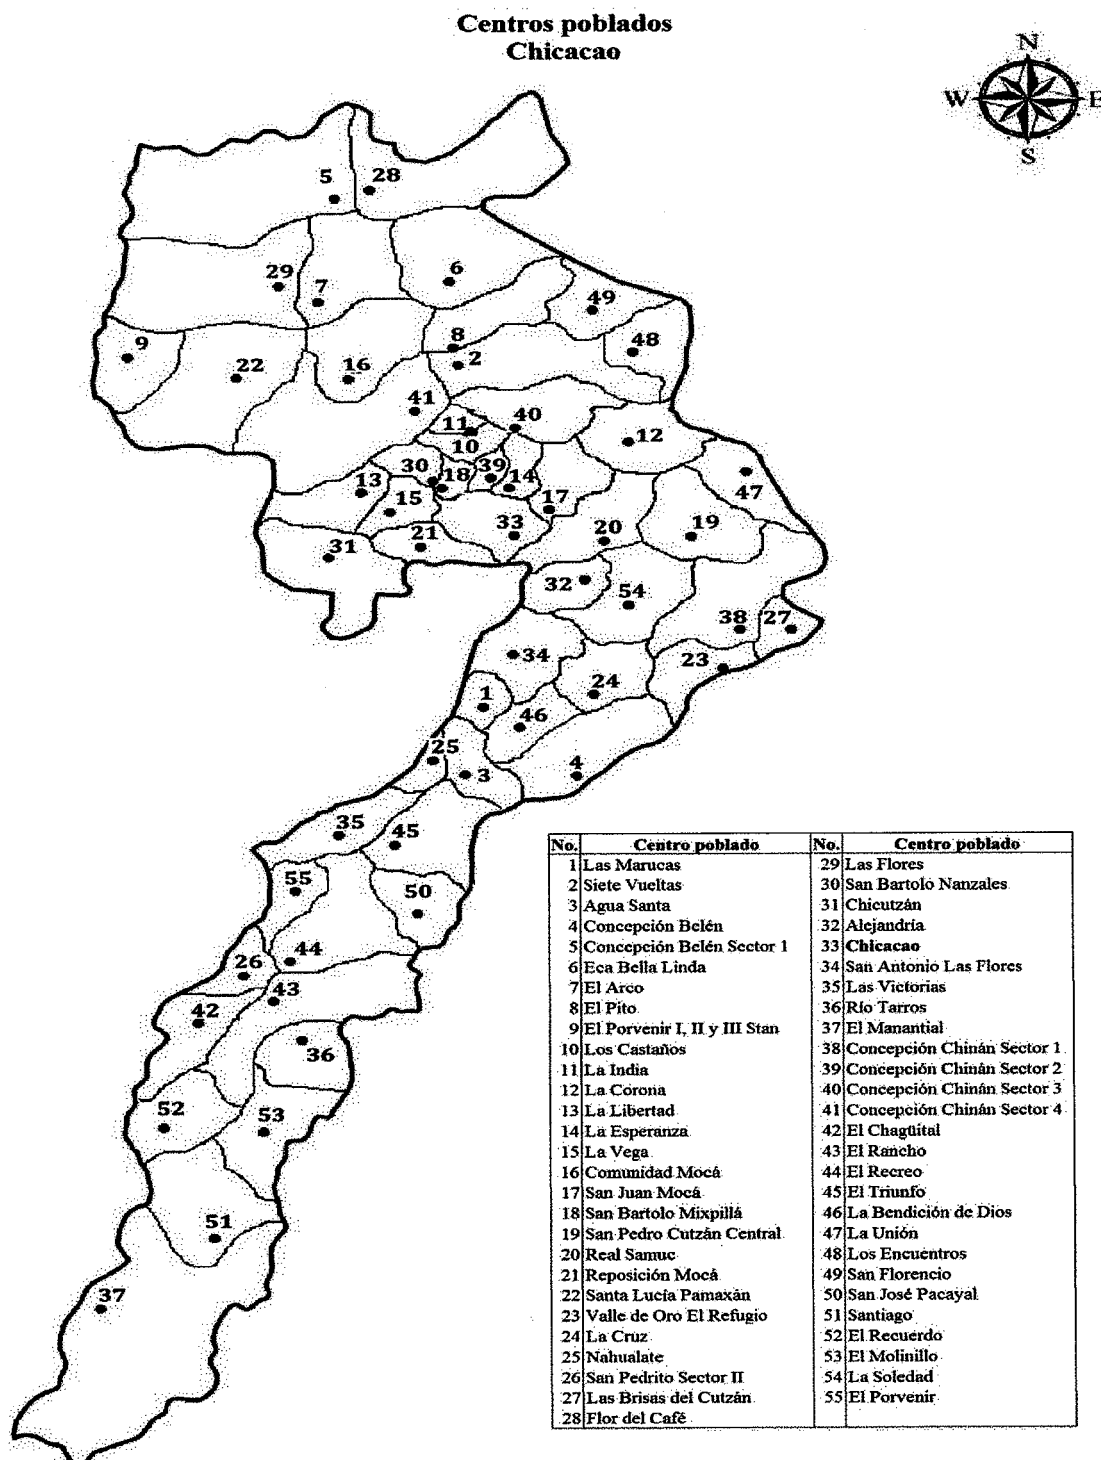 Centros poblados
Chicacao
N
W E
S
5 28
29 7 6 49
9 22 16 8 2 48
41 11 40 12
10
30 18 39 14 47
13 15 17
21 33 20 19
31
32 54
38 27
34 23
24
1 46
25
3 4
35 45
55 50
44
26
43
42
36
52 53
51
37
No. Centro poblado No. Centro poblado
1 Las Marucas 29 Las Flores
2 Siete Vueltas 30 San Bartolo Nanzales
3 Agua Santa 31 Chicutzán
4 Concepción Belén 32 Alejandría
5 Concepción Belén Sector 1 33 Chicacao
6 Eca Bella Linda 34 San Antonio Las Flores
7 El Arco 35 Las Victorias
8 El Pito 36 Río Tarros
9 El Porvenir I, II y III Stan 37 El Manantial
10 Los Castaños 38 Concepción Chinán Sector 1
11 La India 39 Concepción Chinán Sector 2
12 La Corona 40 Concepción Chinán Sector 3
13 La Libertad 41 Concepción Chinán Sector 4
14 La Esperanza 42 El Chagüital
15 La Vega 43 El Rancho
16 Comunidad Mocá 44 El Recreo
17 San Juan Mocá 45 El Triunfo
18 San Bartolo Mixpillá 46 La Bendición de Dios
19 San Pedro Cutzán Central 47 La Unión
20 Real Samuc 48 Los Encuentros
21 Reposición Mocá 49 San Florencio
22 Santa Lucía Pamaxán 50 San José Pacayal
23 Valle de Oro El Refugio 51 Santiago
24 La Cruz 52 El Recuerdo
25 Nahualate 53 El Molinillo
26 San Pedrito Sector II 54 La Soledad
27 Las Brisas del Cutzán 55 El Porvenir
28 Flor del Café